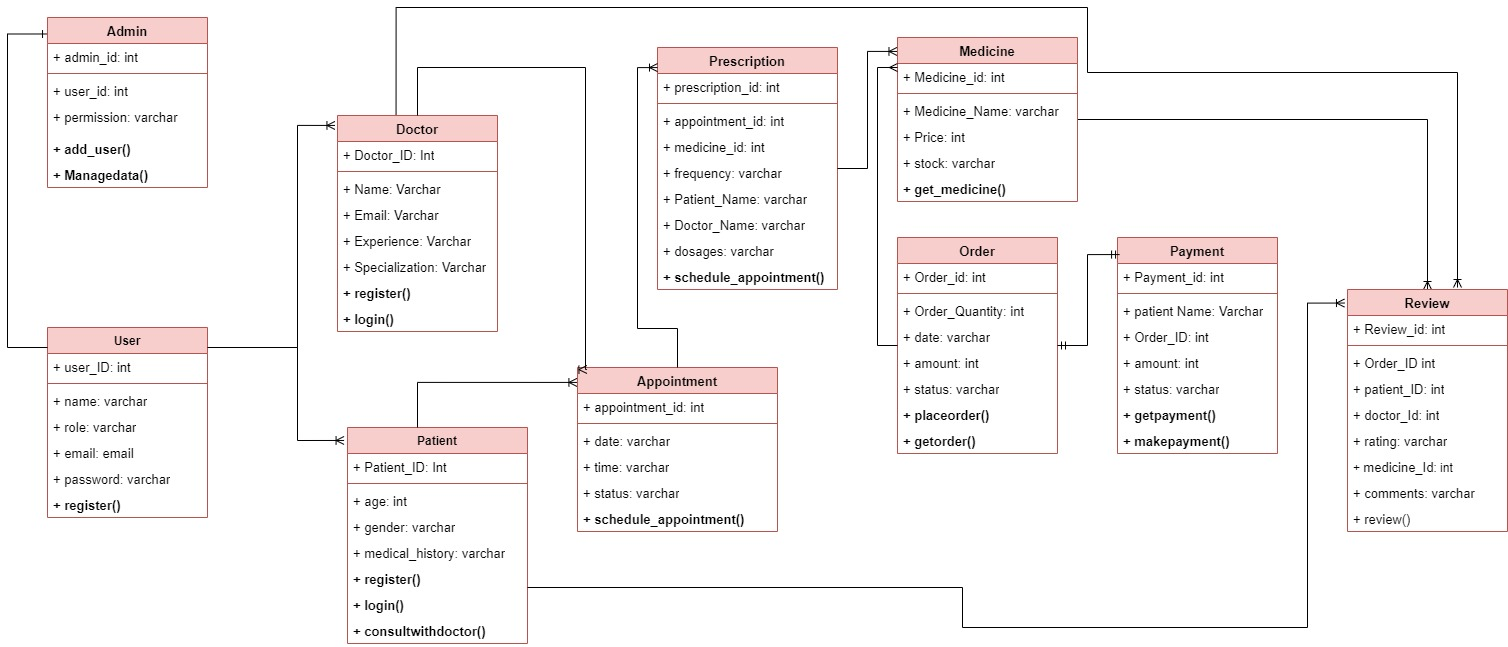 Admin
+ admin_id: int
+ user_id: int
+ permission: varchar
+ add_user()
+ Managedata()
User
+ user_ID: int
+ name: varchar
+ role: varchar
+ email: email
+ password: varchar
+ register()
Doctor
+ Doctor_ID: Int
+ Name: Varchar
+ Email: Varchar
+ Experience: Varchar
+ Specialization: Varchar
+ register()
+ login()
Patient
+ Patient_ID: Int
+ age: int
+ gender: varchar
+ medical_history: varchar
+ register()
+ login()
+ consultwithdoctor()
Prescription
+ prescription_id: int
+ appointment_id: int
+ medicine_id: int
+ frequency: varchar
+ Patient_Name: varchar
+ Doctor_Name: varchar
+ dosages: varchar
+ schedule_appointment()
Appointment
+ appointment_id: int
+ date: varchar
+ time: varchar
+ status: varchar
+ schedule_appointment()
Medicine
+ Medicine_id: int
+ Medicine_Name: varchar
+ Price: int
+ stock: varchar
+ get_medicine()
Order
+ Order_id: int
+ Order_Quantity: int
+ date: varchar
+ amount: int
+ status: varchar
+ placeorder()
+ getorder()
Payment
+ Payment_id: int
+ patient Name: Varchar
+ Order_ID: int
+ amount: int
+ status: varchar
+ getpayment()
+ makepayment()
Review
+ Review_id: int
+ Order_ID int
+ patient_ID: int
+ doctor_Id: int
+ rating: varchar
+ medicine_Id: int
+ comments: varchar
+ review()